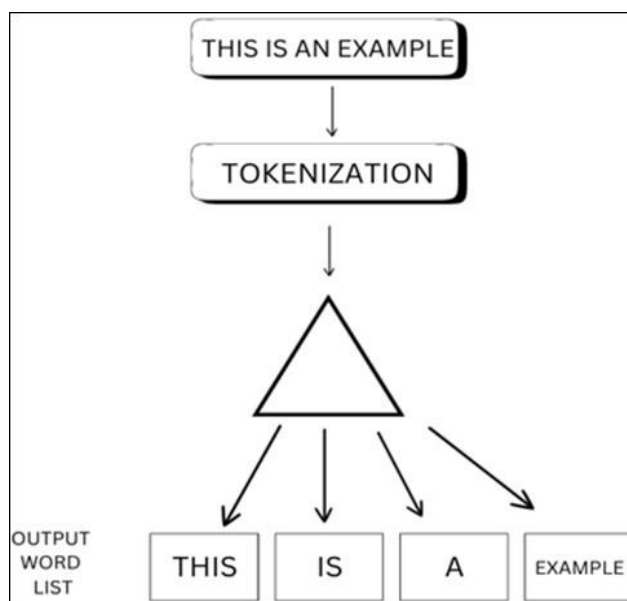 THIS IS AN EXAMPLE
TOKENIZATION
OUTPUT
WORD
LIST
THIS
IS
A
EXAMPLE